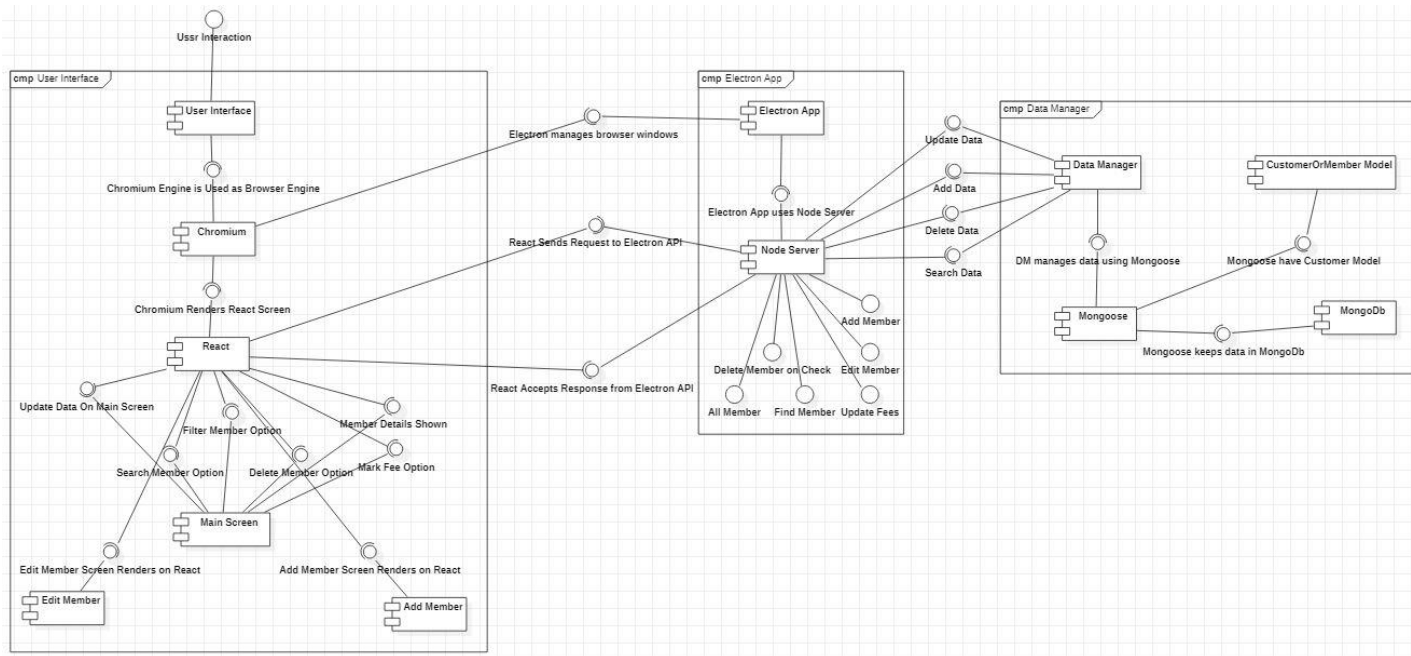 Ussr Interaction
cmp User Interface
User Interface
Chromium Engine is Used as Browser Engine
Chromium
Chromium Renders React Screen
React
Update Data On Main Screen
Filter Member Option
Member Details Shown
Search Member Option
Delete Member Option
Mark Fee Option
Main Screen
Edit Member Screen Renders on React
Add Member Screen Renders on React
Edit Member
Add Member
Electron manages browser windows
React Sends Request to Electron API
React Accepts Response from Electron API
cmp Electron App
Electron App
Electron App uses Node Server
Node Server
Add Member
Delete Member on Check
Edit Member
All Member
Find Member
Update Fees
Update Data
Add Data
Delete Data
Search Data
cmp Data Manager
Data Manager
CustomerOrMember Model
DM manages data using Mongoose
Mongoose have Customer Model
Mongoose
MongoDb
Mongoose keeps data in MongoDb